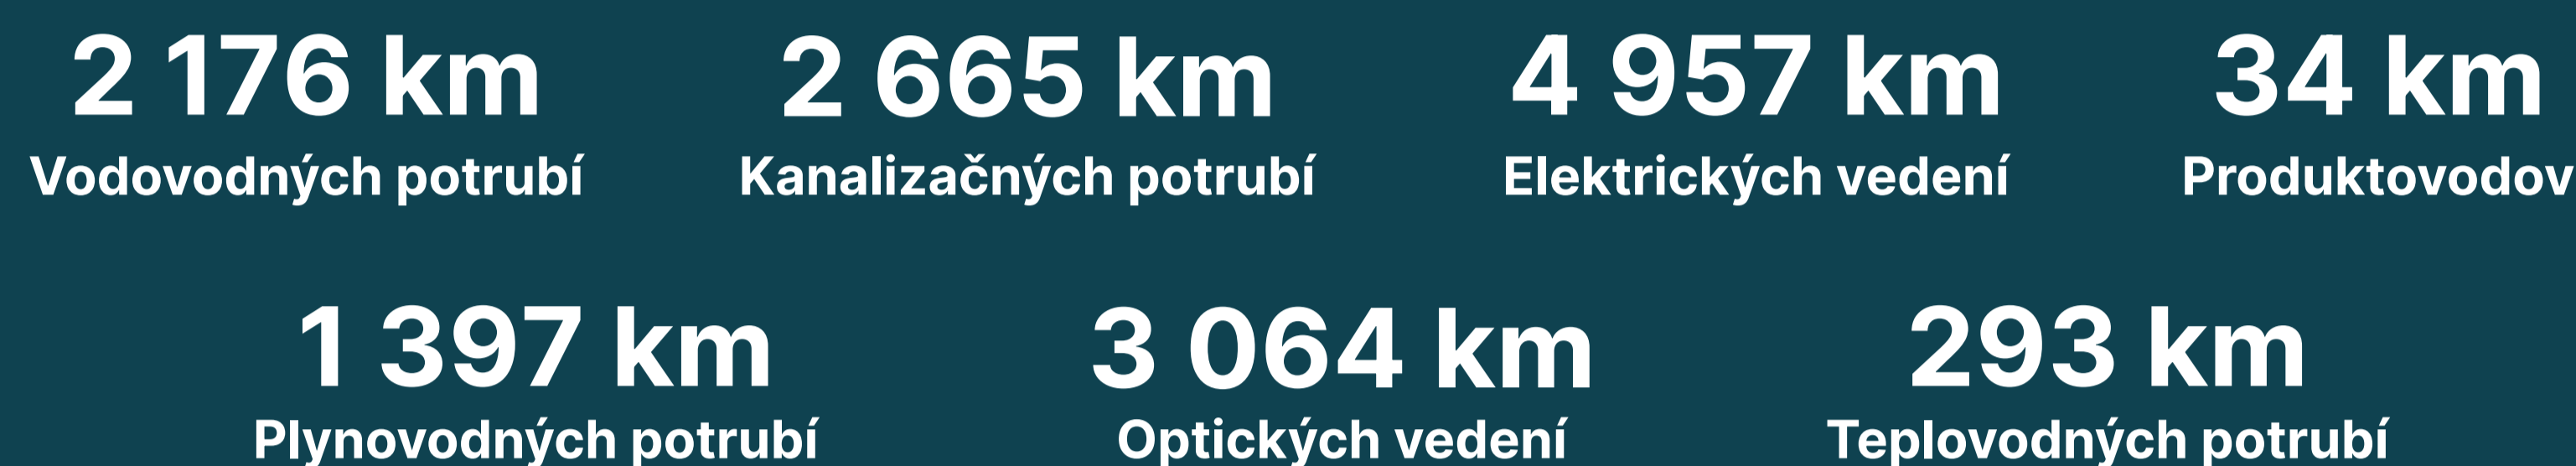 2 176 km 2 665 km 4 957 km 34 km
Vodovodných potrubí Kanalizačných potrubí Elektrických vedení Produktovodov
1 397 km 3 064 km 293 km
Plynovodných potrubí Optických vedení Teplovodných potrubí